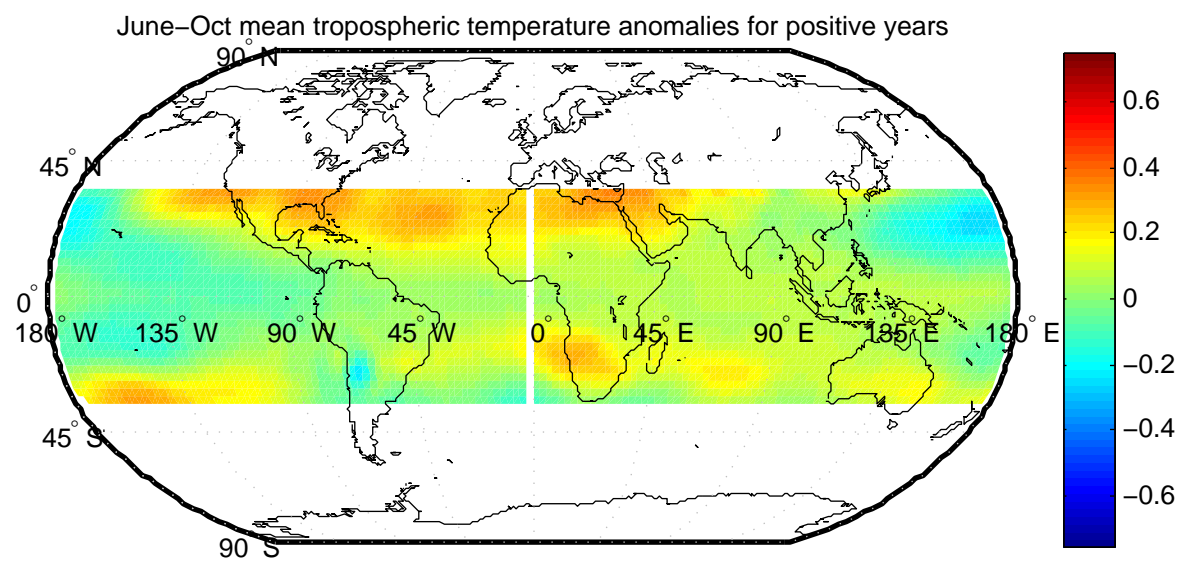 June−Oct mean tropospheric temperature anomalies for positive years
90° N
45° N
0°
180° W 135° W 90° W 45° W 0° 45° E 90° E 135° E 180° E
45° S
90° S
0.6
0.4
0.2
0
−0.2
−0.4
−0.6